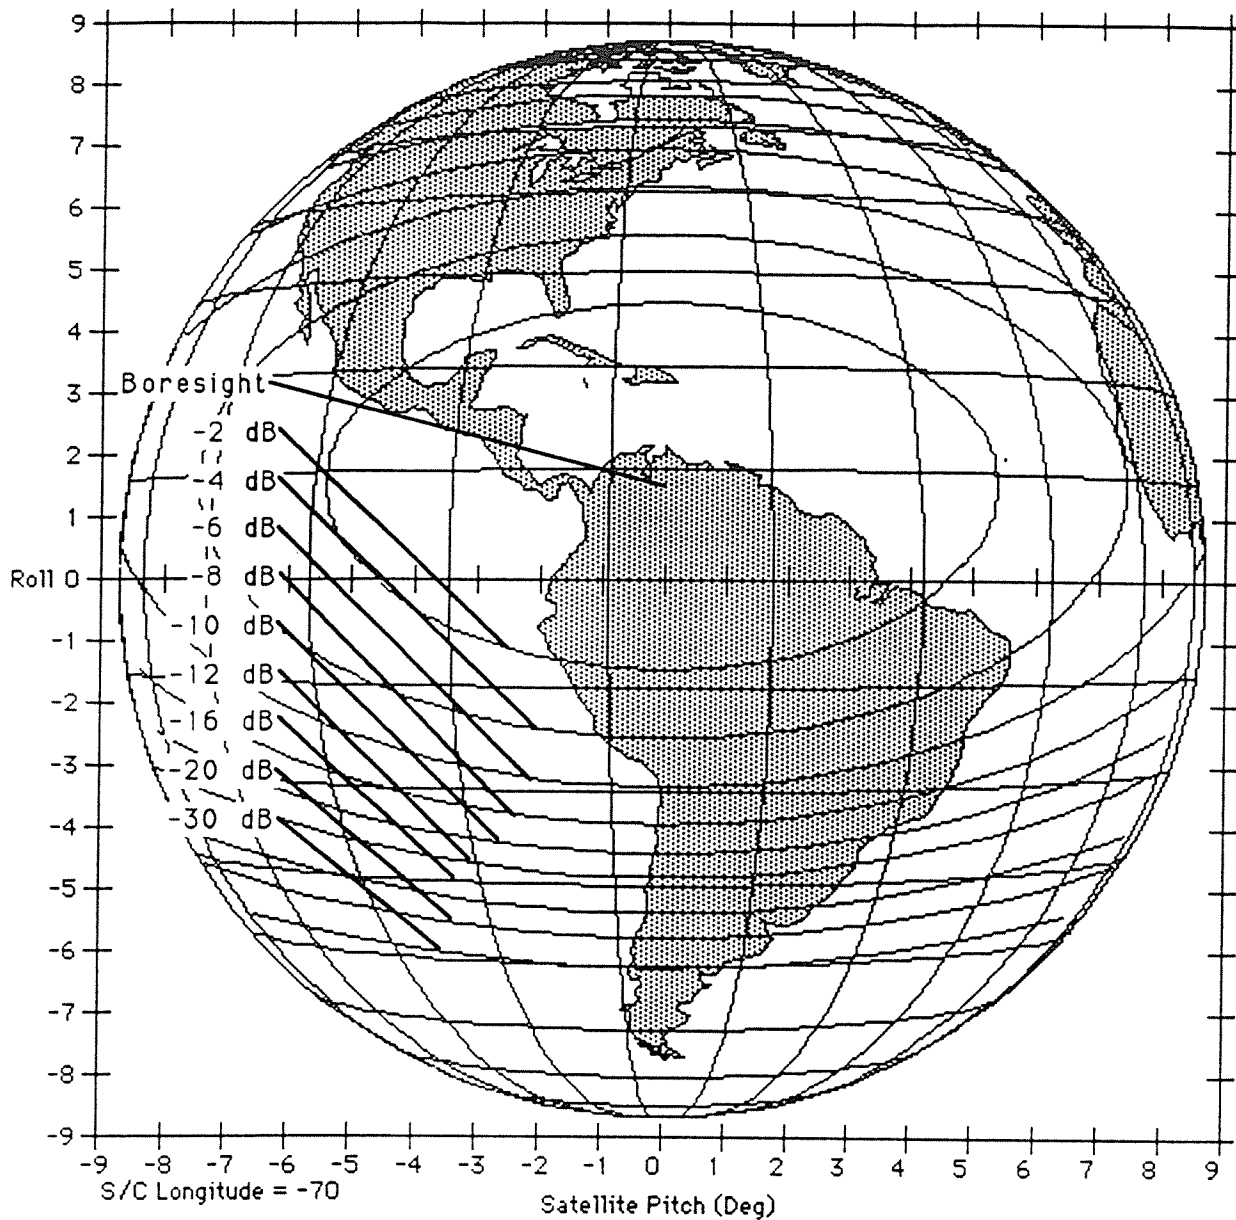 9
8
7
6
5
4
Boresight 3
-2 dB 2
-4 dB
-6 dB 1
Roll 0 -8 dB
-10 dB -1
-12 dB -2
-16 dB
-20 dB -3
-30 dB -4
-5
-6
-7
-8
-9
-9 -8 -7 -6 -5 -4 -3 -2 -1 0 1 2 3 4 5 6 7 8 9
S/C Longitude = -70
Satellite Pitch (Deg)